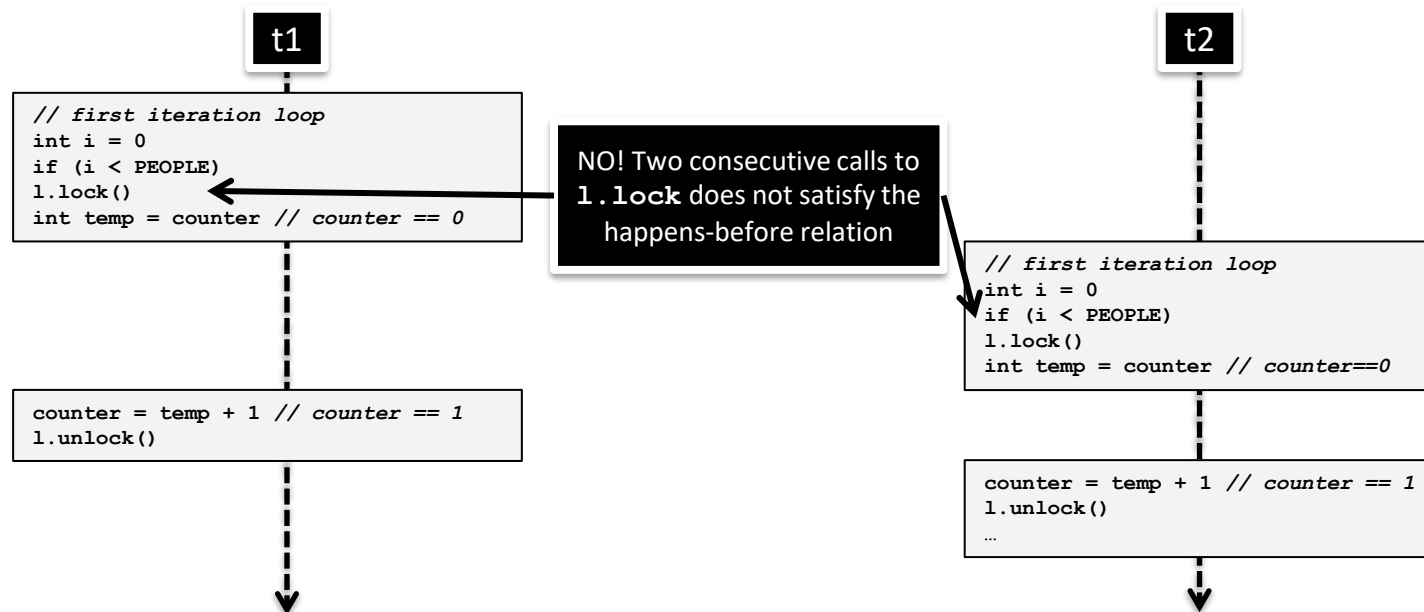 t1
t2
// first iteration loop
int i = 0
if (i < PEOPLE)
l.lock()
int temp = counter // counter == 0
NO! Two consecutive calls to
l.lock does not satisfy the
happens-before relation
// first iteration loop
int i = 0
if (i < PEOPLE)
l.lock()
int temp = counter // counter==0
counter = temp + 1 // counter == 1
l.unlock()
counter = temp + 1 // counter == 1
l.unlock()
…